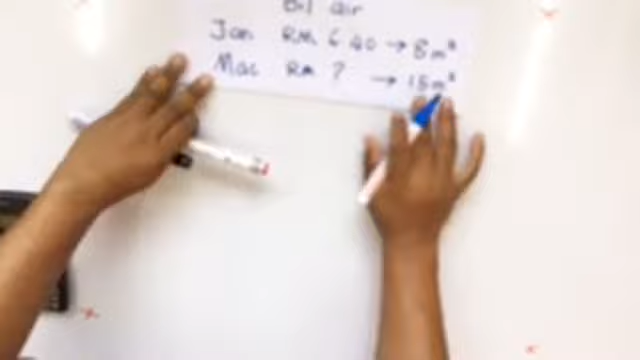 Bil air
Jan RM 6.40 → 8m³
Mac RM ? → 15m³